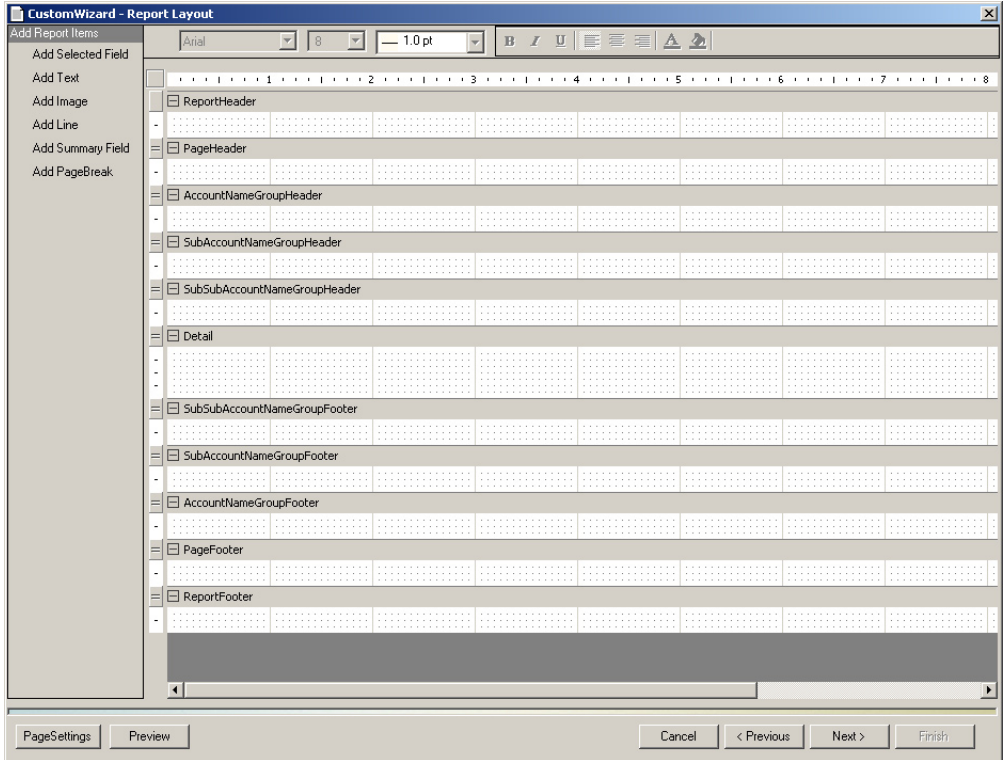 CustomWizard - Report Layout
Add Report Items
Add Selected Field
Add Text
Add Image
Add Line
Add Summary Field
Add PageBreak
Arial 8 1.0 pt B I U A
1 2 3 4 5 6 7 8
ReportHeader
PageHeader
AccountNameGroupHeader
SubAccountNameGroupHeader
SubSubAccountNameGroupHeader
Detail
SubSubAccountNameGroupFooter
SubAccountNameGroupFooter
AccountNameGroupFooter
PageFooter
ReportFooter
PageSettings Preview Cancel < Previous Next > Finish